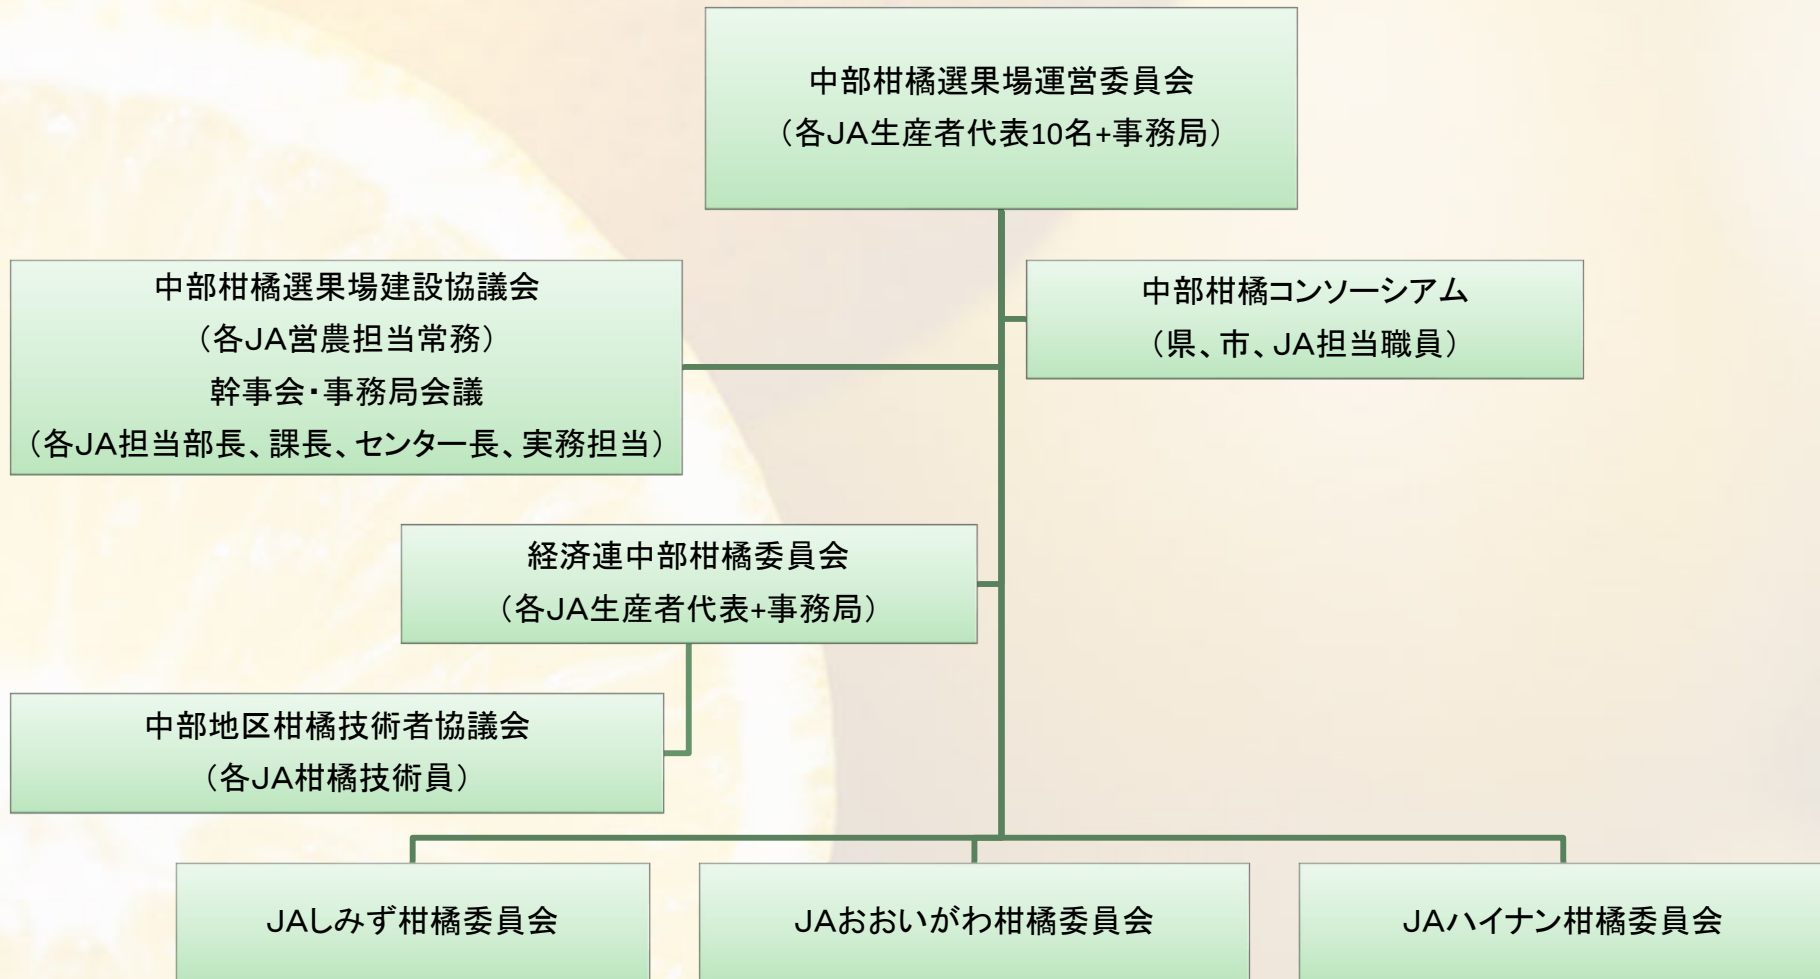 中部柑橘選果場運営委員会
（各JA生産者代表10名+事務局）
中部柑橘選果場建設協議会
（各JA営農担当常務）
幹事会・事務局会議
（各JA担当部長、課長、センター長、実務担当）
中部柑橘コンソーシアム
（県、市、JA担当職員）
経済連中部柑橘委員会
（各JA生産者代表+事務局）
中部地区柑橘技術者協議会
（各JA柑橘技術員）
JAしみず柑橘委員会
JAおおいがわ柑橘委員会
JAハイナン柑橘委員会